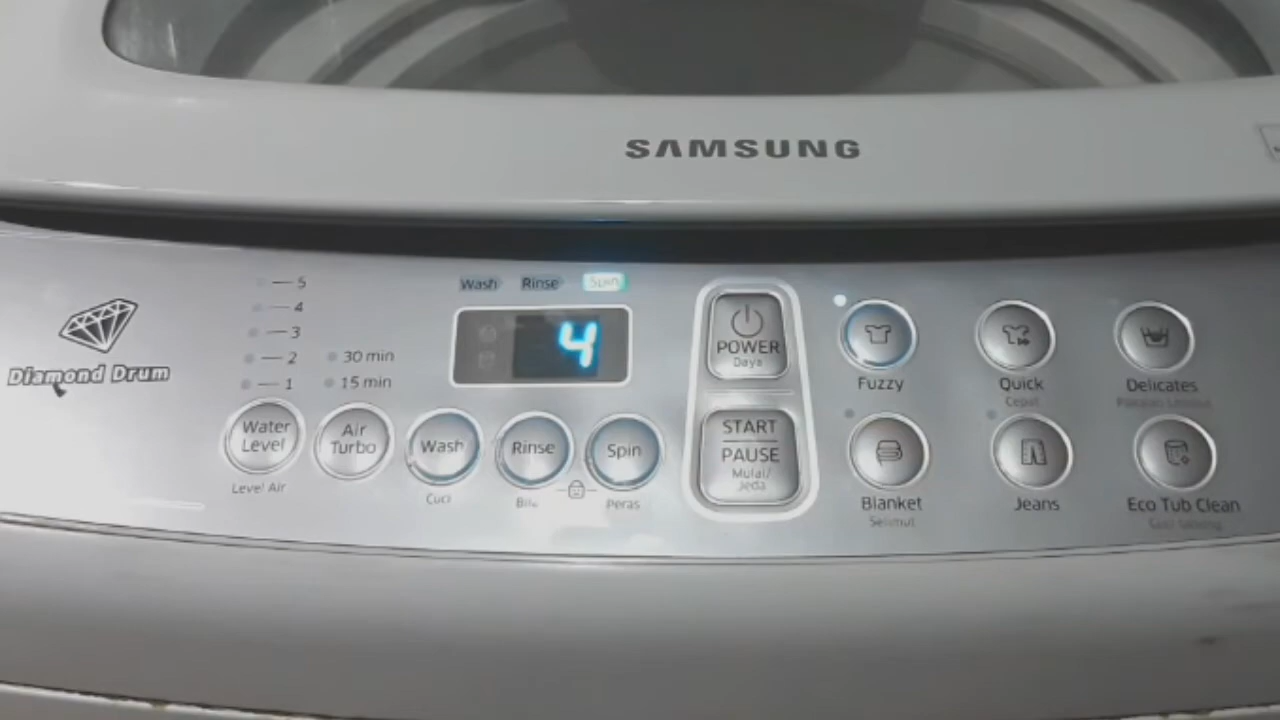 SAMSUNG
Wash Rinse Spin
5
4
3
2
1
30 min
15 min
4
Diamond Drum
Water
Level
Level Air
Air
Turbo
Wash
Cuci
Rinse
Spin
Peras
POWER
Daya
START
PAUSE
Mulai/
Jeda
Fuzzy
Quick
Cepat
Delicates
Blanket
Selimut
Jeans
Eco Tub Clean